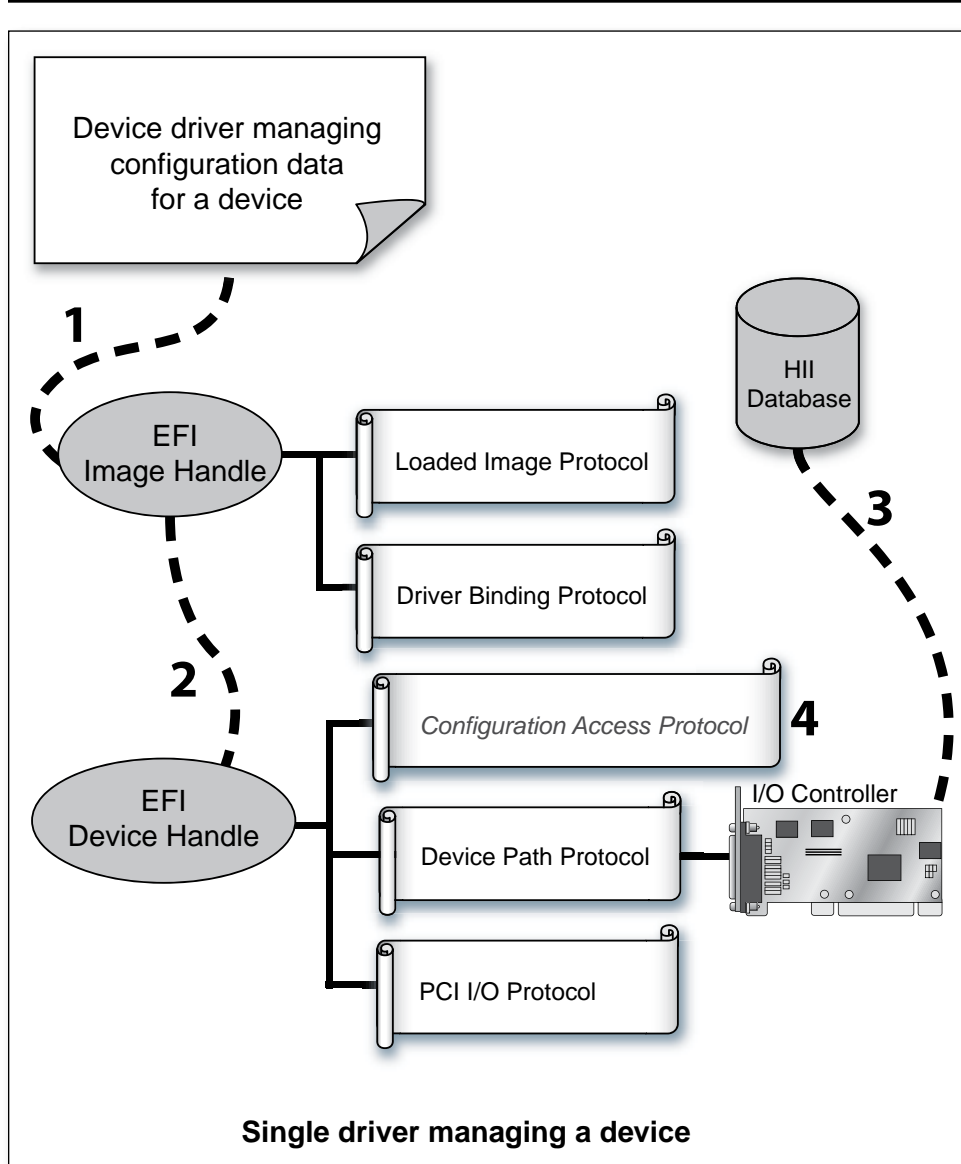 Device driver managing
configuration data
for a device
1
EFI
Image Handle
Loaded Image Protocol
HII
Database
3
Driver Binding Protocol
2
Configuration Access Protocol
4
EFI
Device Handle
I/O Controller
Device Path Protocol
PCI I/O Protocol
Single driver managing a device